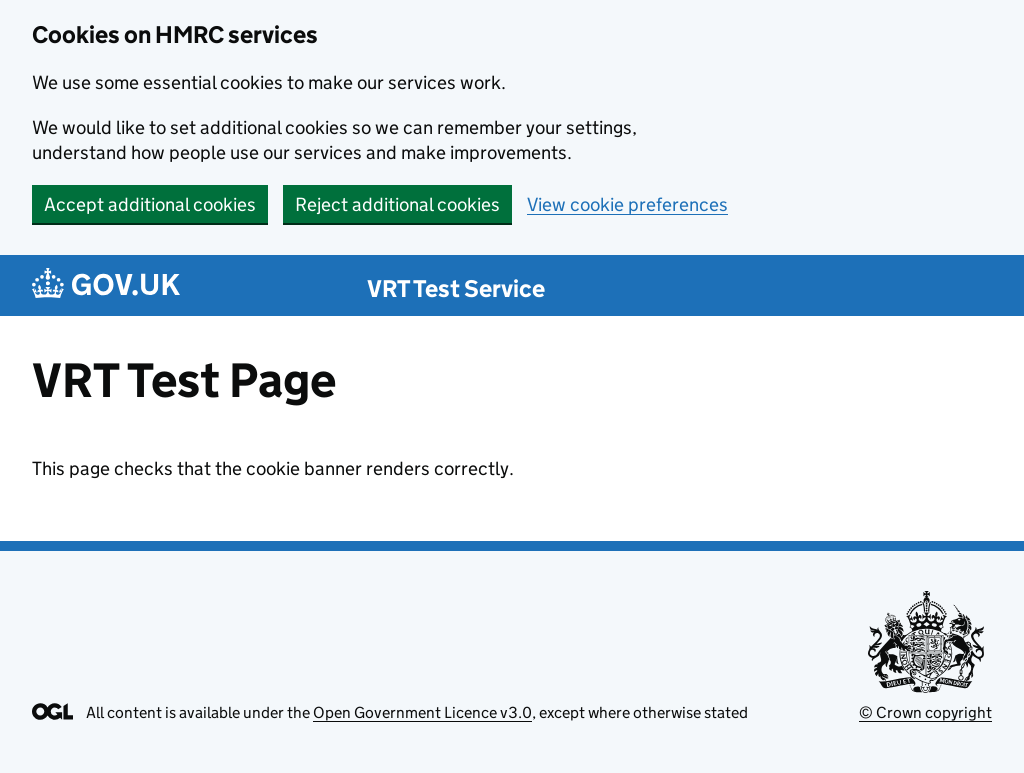 Cookies on HMRC services
We use some essential cookies to make our services work.
We would like to set additional cookies so we can remember your settings,
understand how people use our services and make improvements.
Accept additional cookies Reject additional cookies View cookie preferences
GOV.UK VRT Test Service
VRT Test Page
This page checks that the cookie banner renders correctly.
DIEU ET MON DROIT
OGL All content is available under the Open Government Licence v3.0, except where otherwise stated © Crown copyright